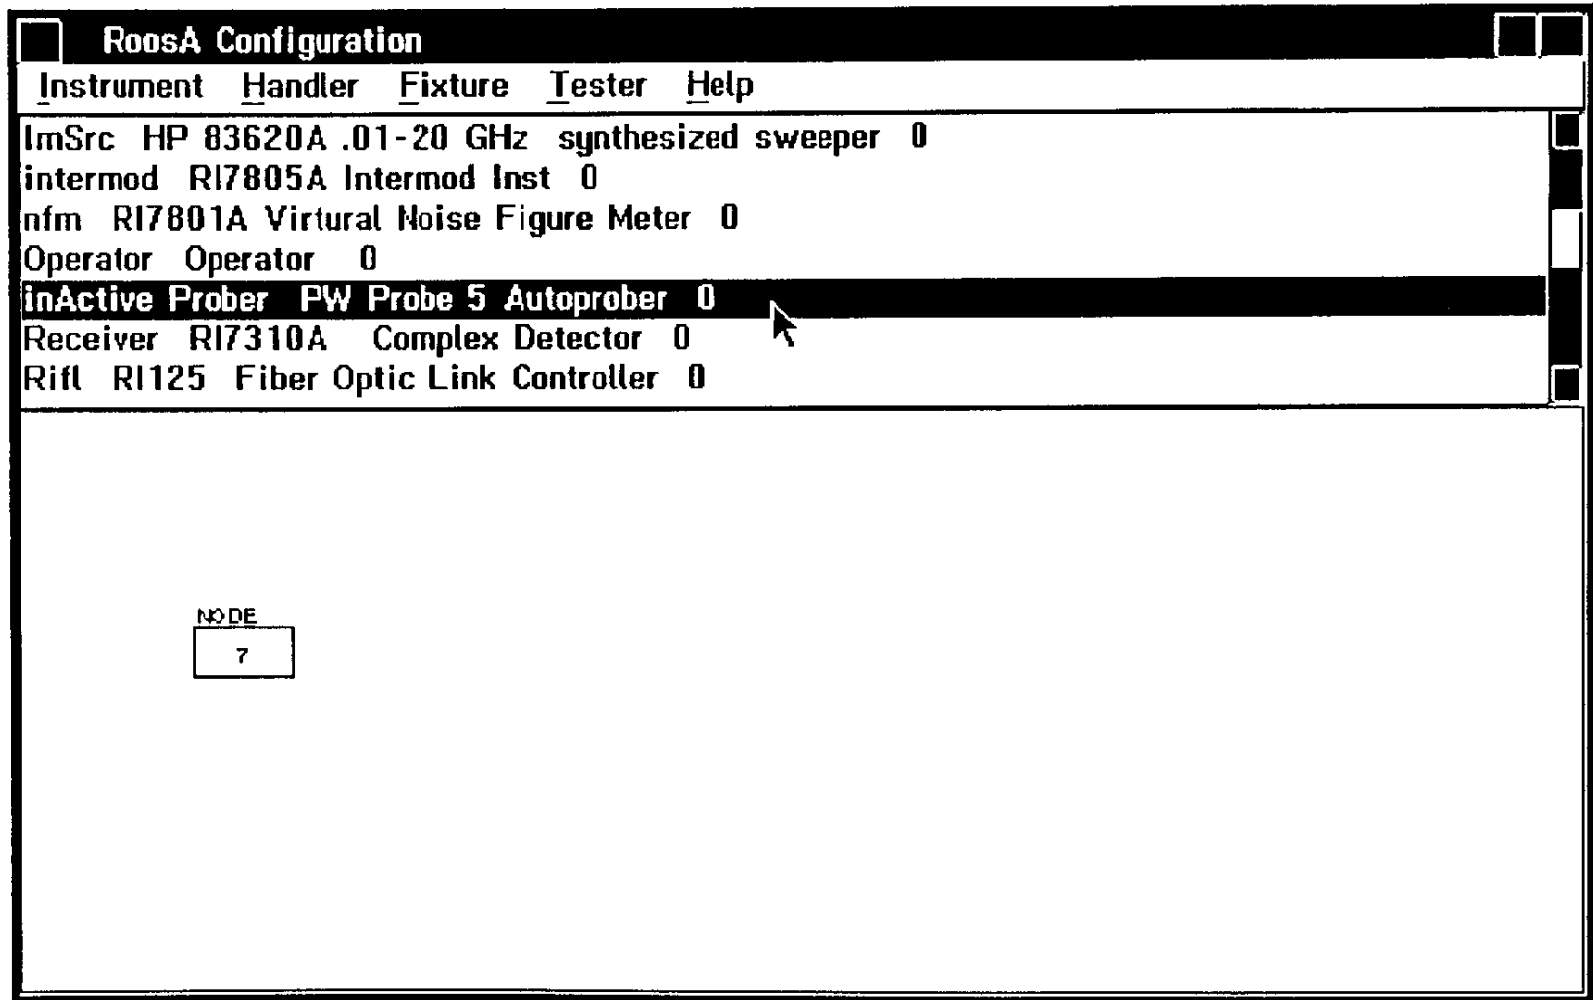 RoosA Configuration
Instrument Handler Fixture Tester Help
ImSrc HP 83620A .01-20 GHz synthesized sweeper 0
intermod RI7805A Intermod Inst 0
nfm RI7801A Virtural Noise Figure Meter 0
Operator Operator 0
inActive Prober PW Probe 5 Autoprober 0
Receiver RI7310A Complex Detector 0
Rifl RI125 Fiber Optic Link Controller 0
NODE
7